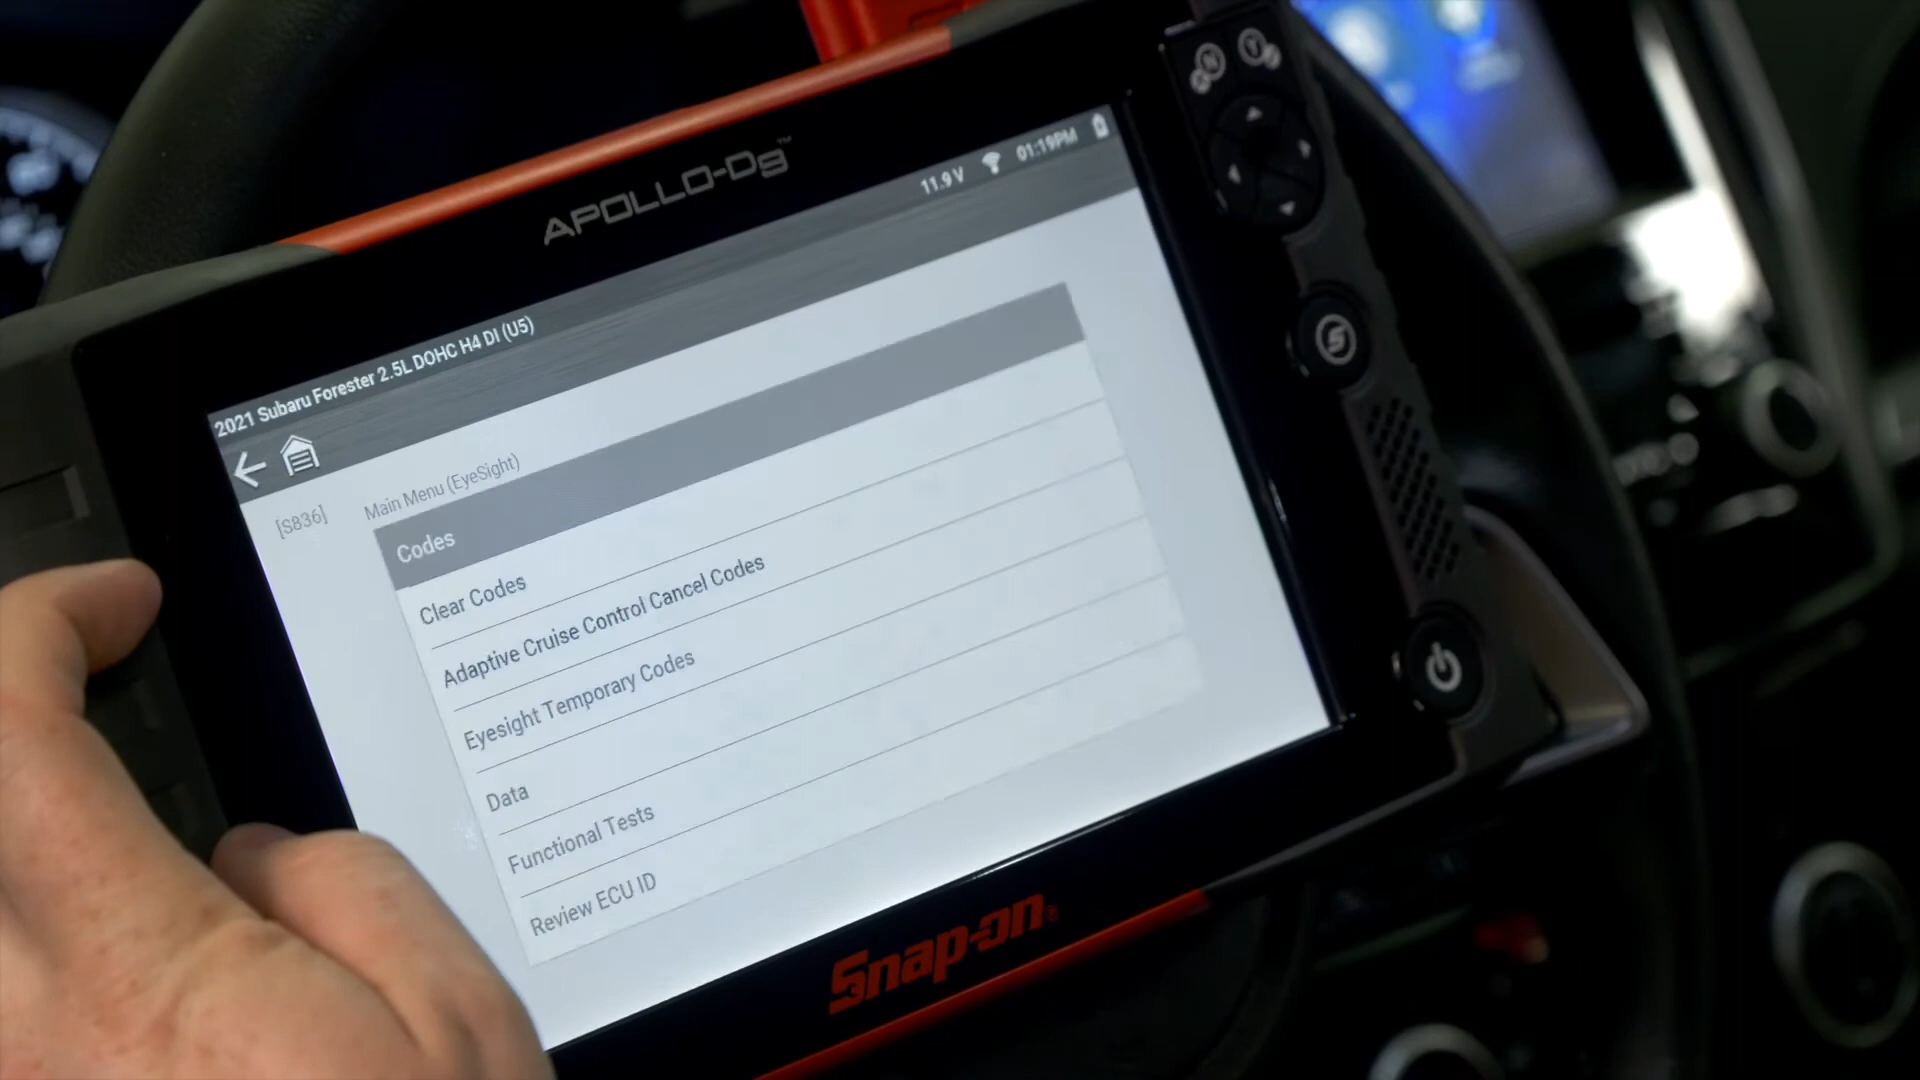 APOLLO-D9™
11.9 V 01:19PM
2021 Subaru Forester 2.5L DOHC H4 DI (U5)
[S836] Main Menu (EyeSight)
Codes
Clear Codes
Adaptive Cruise Control Cancel Codes
Eyesight Temporary Codes
Data
Functional Tests
Review ECU ID
Snap-on®
N
Y
S